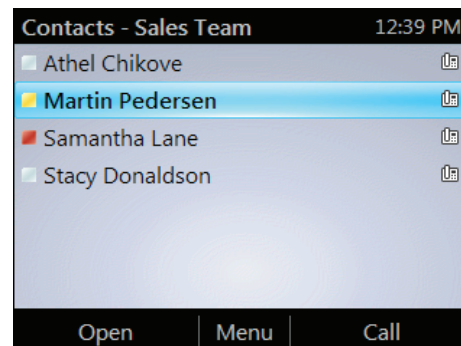 Contacts - Sales Team 12:39 PM
Athel Chikove
Martin Pedersen
Samantha Lane
Stacy Donaldson
Open Menu Call